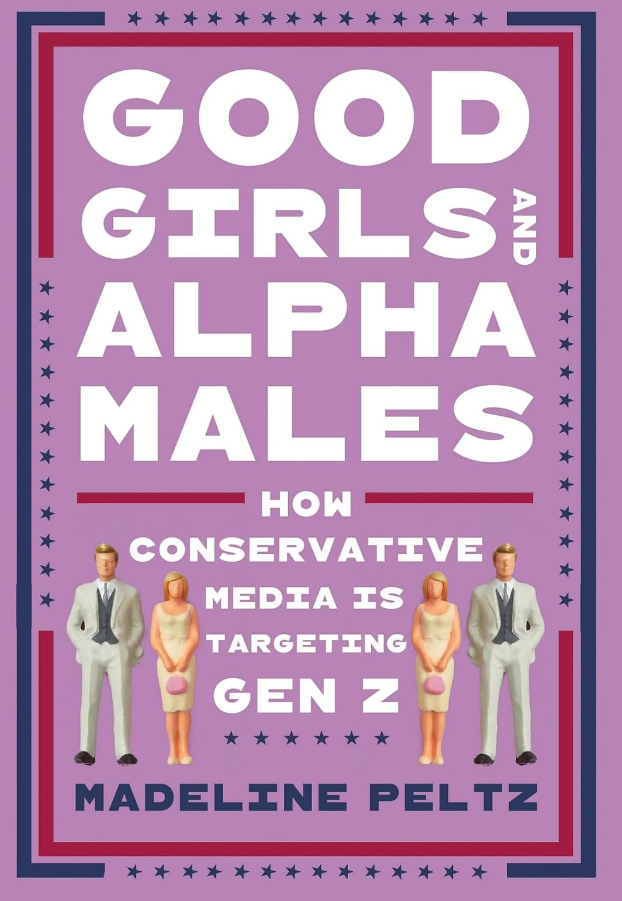 GOOD
GIRLS AND
ALPHA
MALES
HOW
CONSERVATIVE
MEDIA IS
TARGETING
GEN Z
MADELINE PELTZ